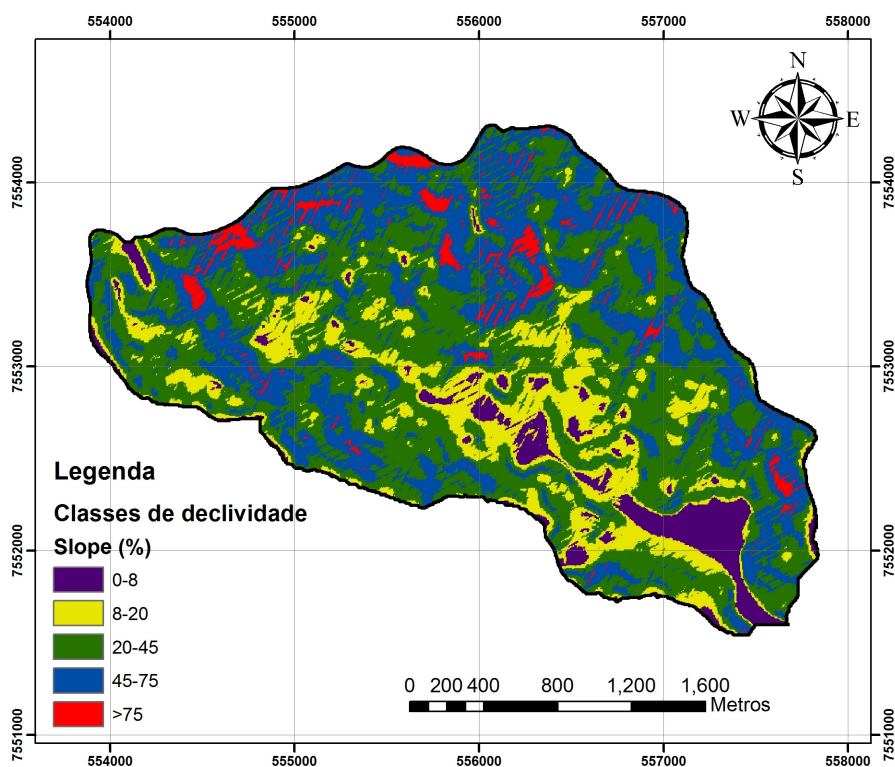 554000 555000 556000 557000 558000
N
W E
S
7554000 7554000
7553000 7553000
7552000 7552000
7551000 7551000
Legenda
Classes de declividade
Slope (%)
0-8
8-20
20-45
45-75
>75
0 200 400 800 1,200 1,600
Metros
554000 555000 556000 557000 558000